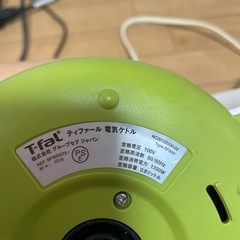 T-faL ティファール 電気ケトル
株式会社 グループセブ ジャパン
PSE
定格電圧 100V
定格周波数 50/60Hz
定格消費電力 1250W
定格容量 0.8リットル